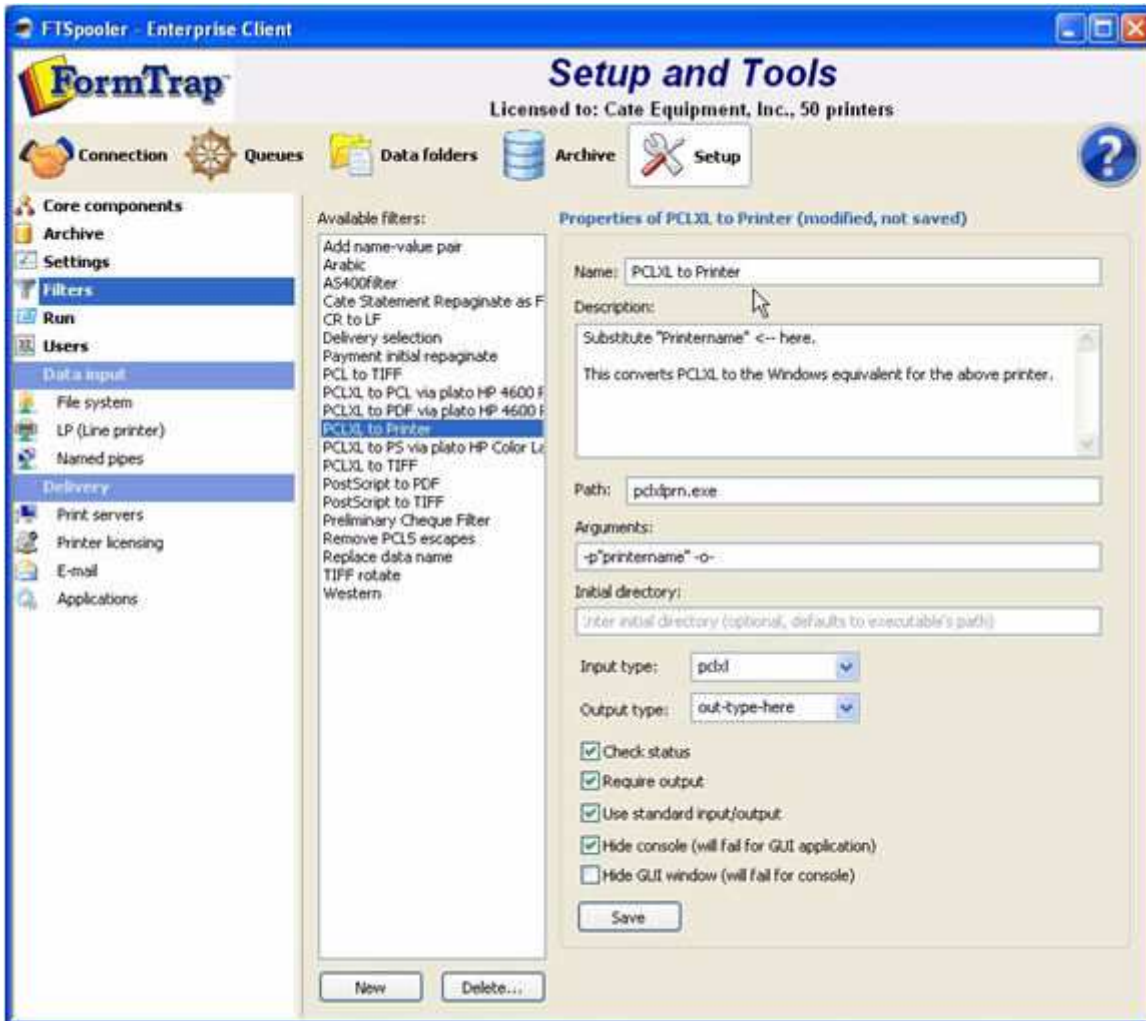 FTSpooler - Enterprise Client
FormTrap
Setup and Tools
Licensed to: Cate Equipment, Inc., 50 printers
Connection
Queues
Data folders
Archive
Setup
?
Core components
Archive
Settings
Filters
Run
Users
Data input
File system
LP (Line printer)
Named pipes
Delivery
Print servers
Printer licensing
E-mail
Applications
Available filters:
Add name-value pair
Arabic
AS400filter
Cate Statement Repaginate as F
CR to LF
Delivery selection
Payment initial repaginate
PCL to TIFF
PCLXL to PCL via plato HP 4600 P
PCLXL to PDF via plato HP 4600 P
PCLXL to Printer
PCLXL to PS via plato HP Color La
PCLXL to TIFF
PostScript to PDF
PostScript to TIFF
Preliminary Cheque Filter
Remove PCL5 escapes
Replace data name
TIFF rotate
Western
New
Delete...
Properties of PCLXL to Printer (modified, not saved)
Name: PCLXL to Printer
Description:
Substitute "Printername" <-- here.
This converts PCLXL to the Windows equivalent for the above printer.
Path: pclxlprn.exe
Arguments:
-p"printername" -o-
Initial directory:
initial directory (optional, defaults to executable's path)
Input type: pclxl
Output type: out-type-here
Check status
Require output
Use standard input/output
Hide console (will fail for GUI application)
Hide GUI window (will fail for console)
Save